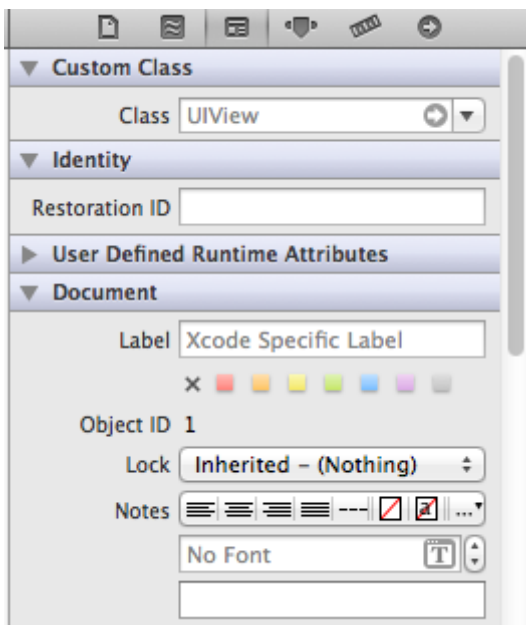 Custom Class
Class UIView
Identity
Restoration ID
User Defined Runtime Attributes
Document
Label Xcode Specific Label
Object ID 1
Lock Inherited – (Nothing)
Notes a ...
No Font T